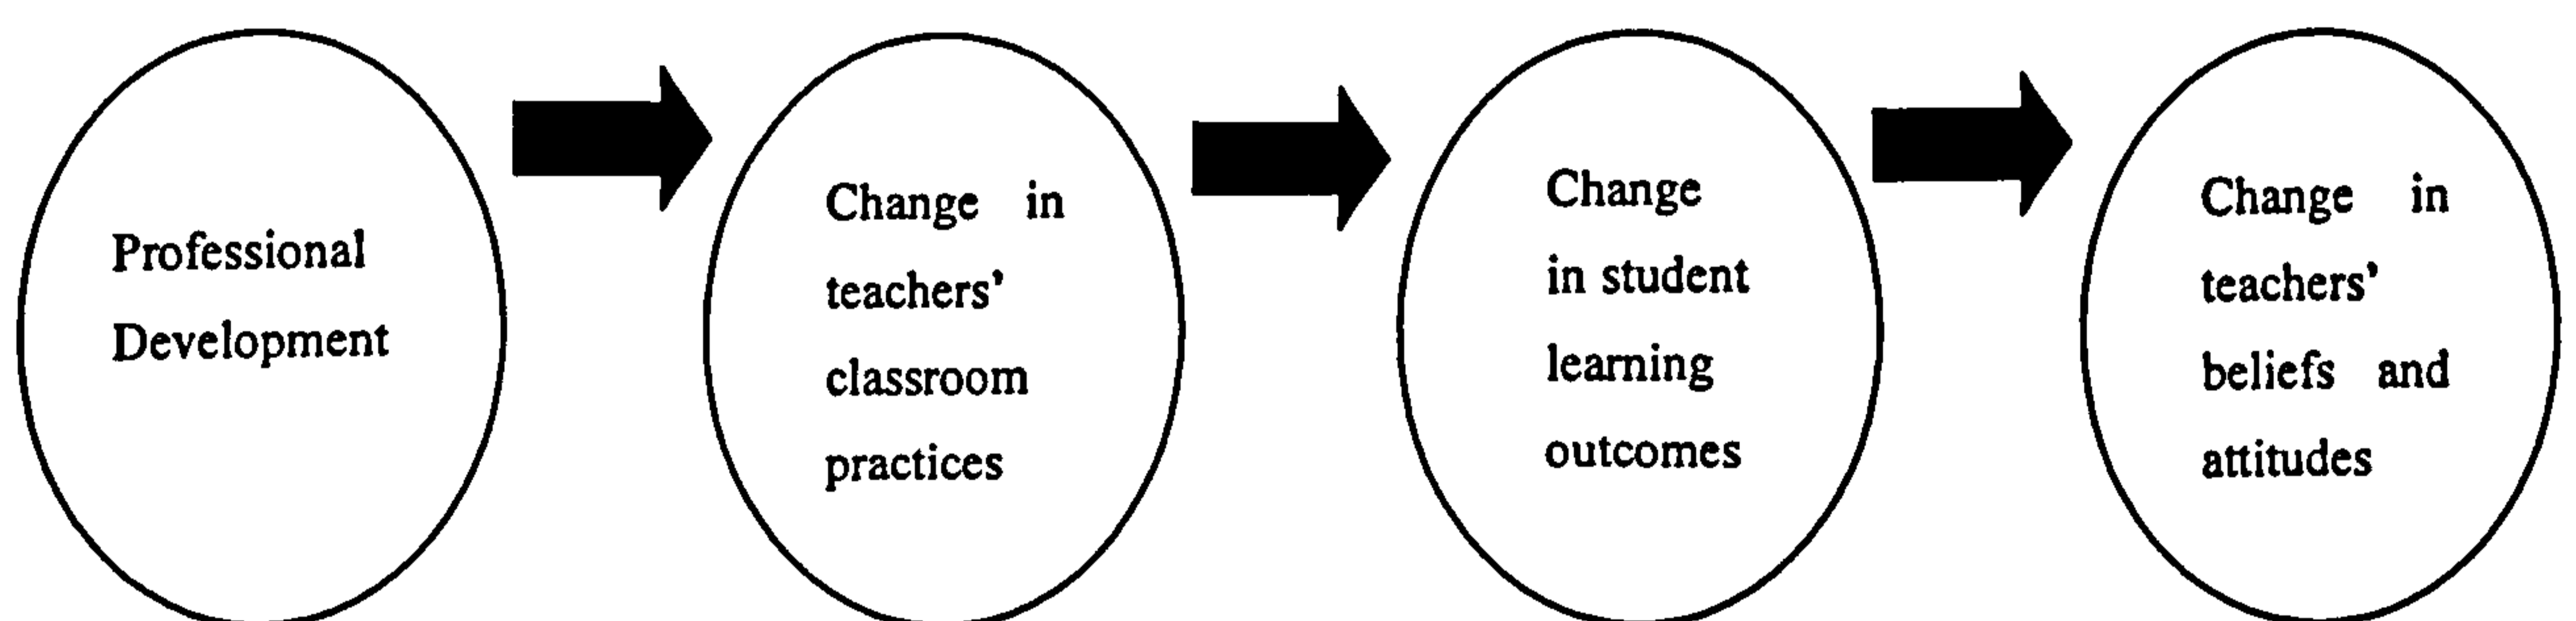 Professional
Development
Change in
teachers'
classroom
practices
Change
in student
learning
outcomes
Change in
teachers'
beliefs and
attitudes